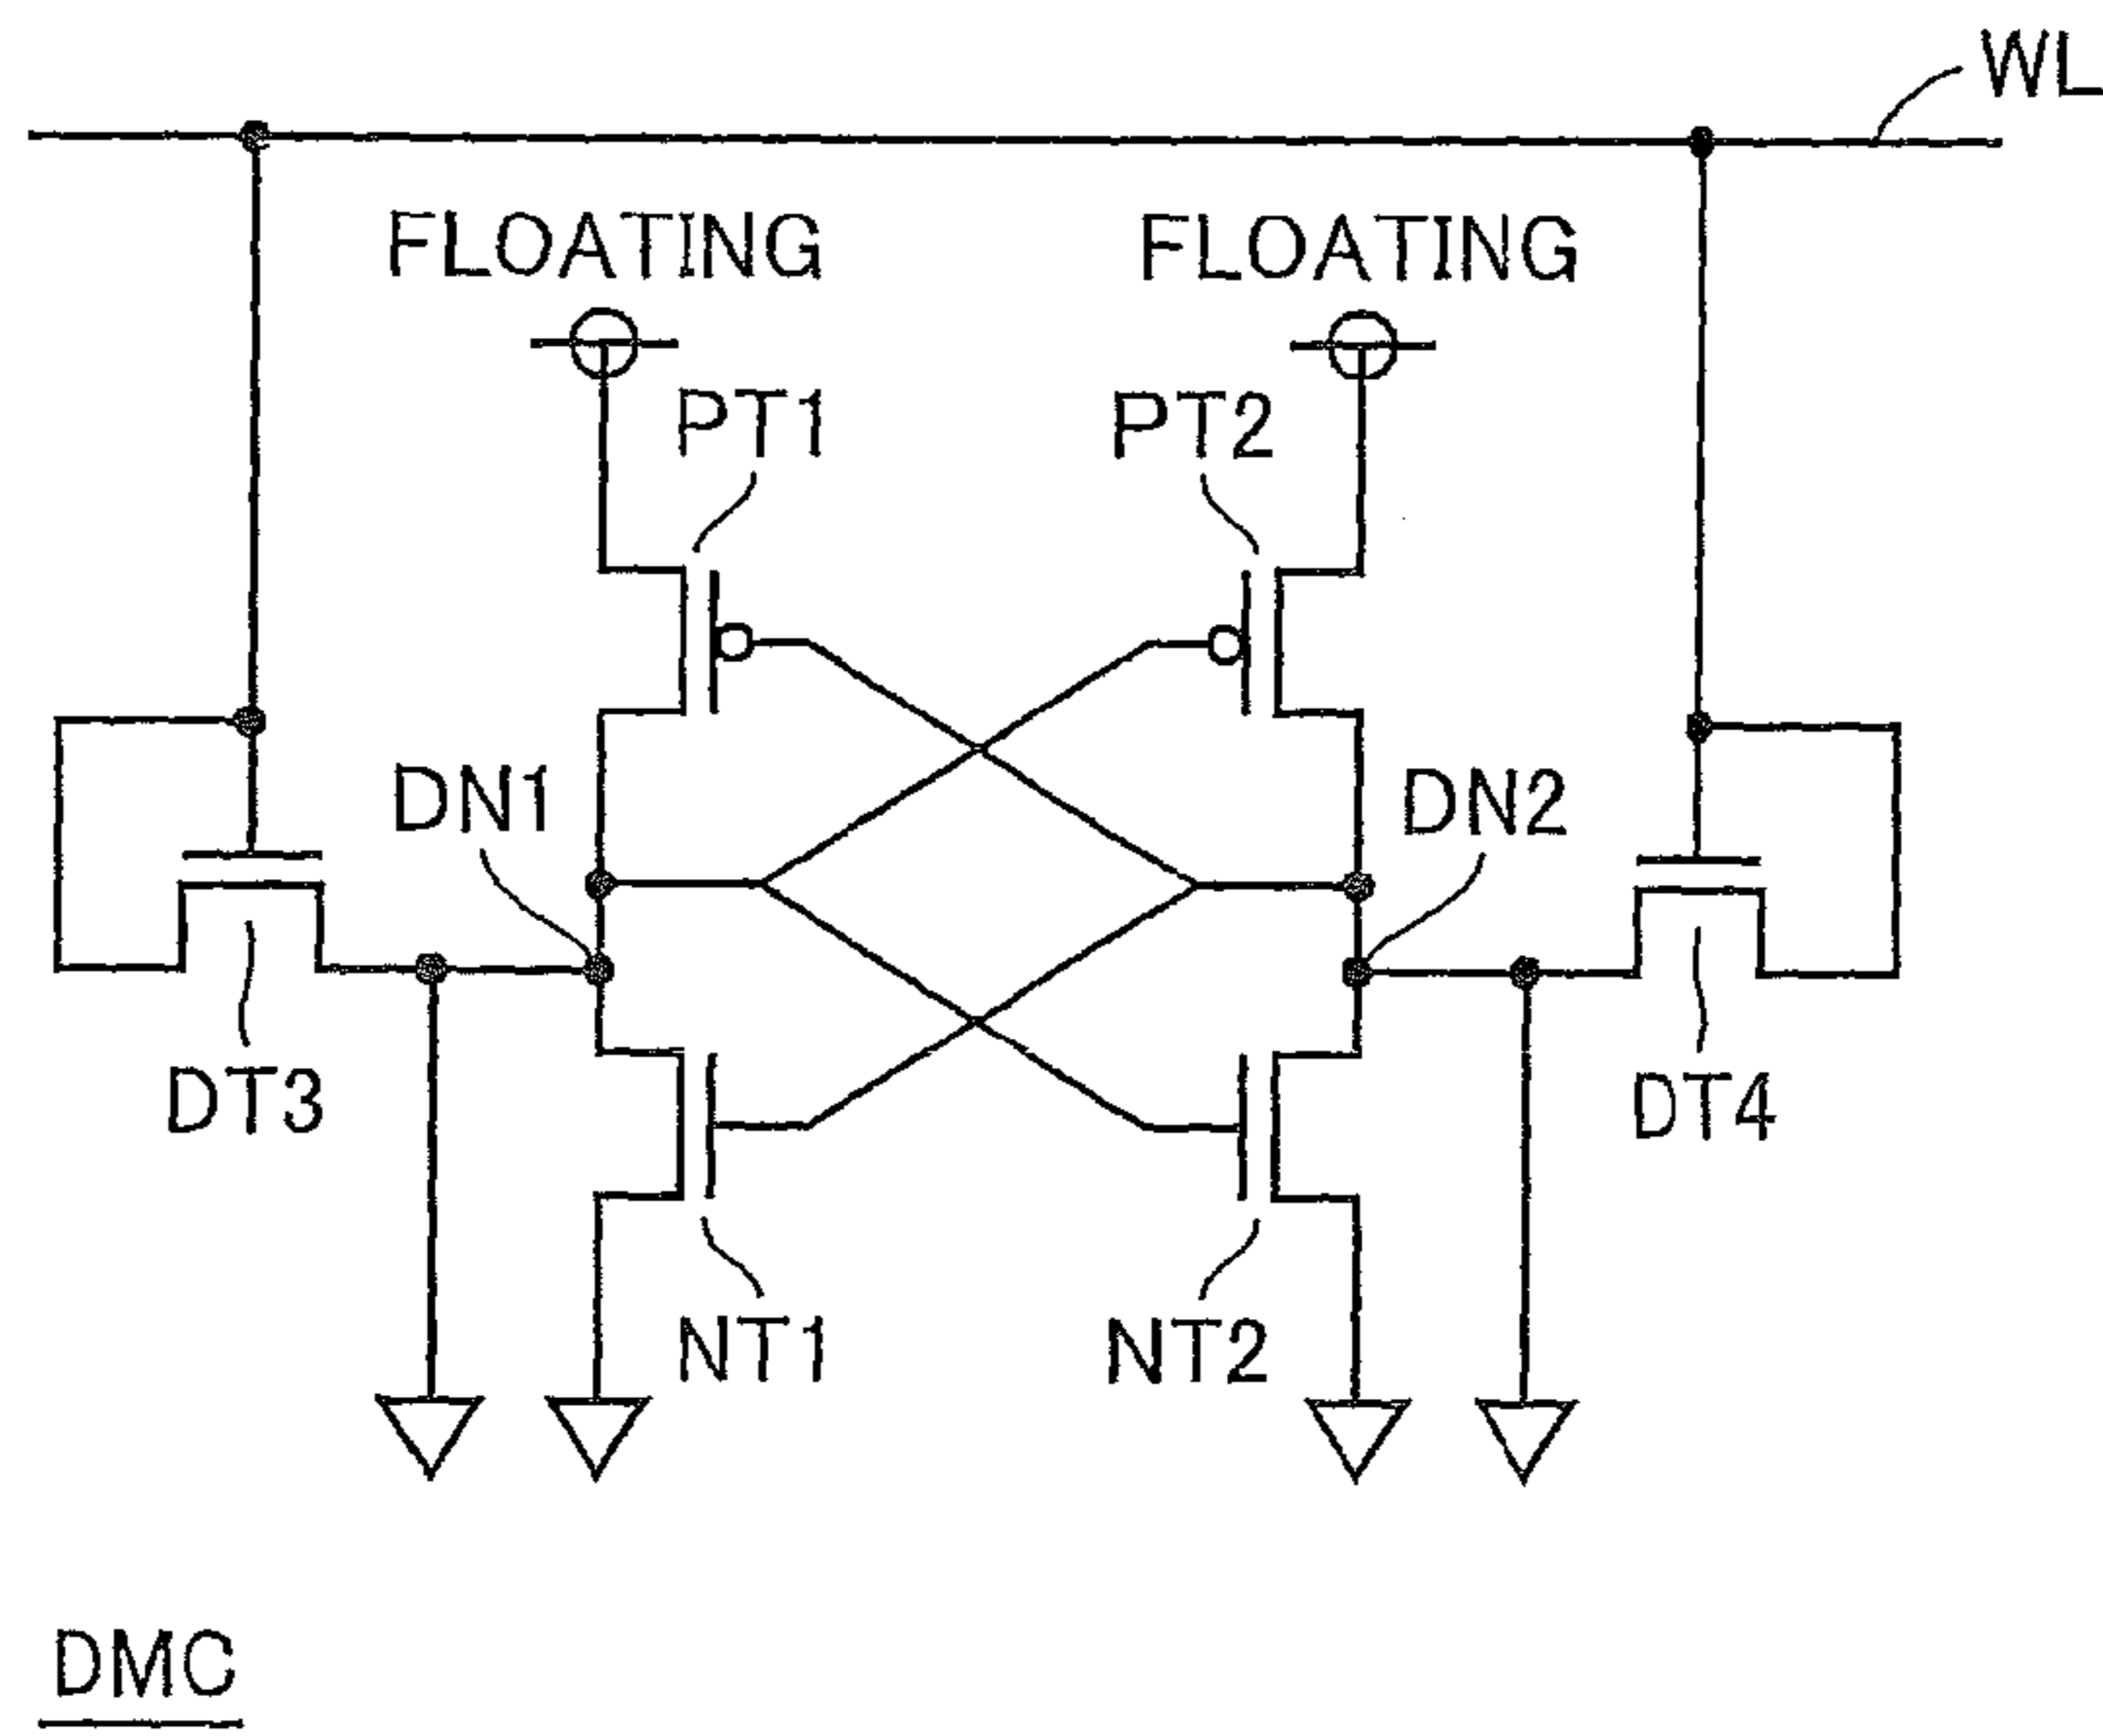 WL
FLOATING FLOATING
PT1 PT2
DN1 DN2
DT3 DT4
NT1 NT2
DMC